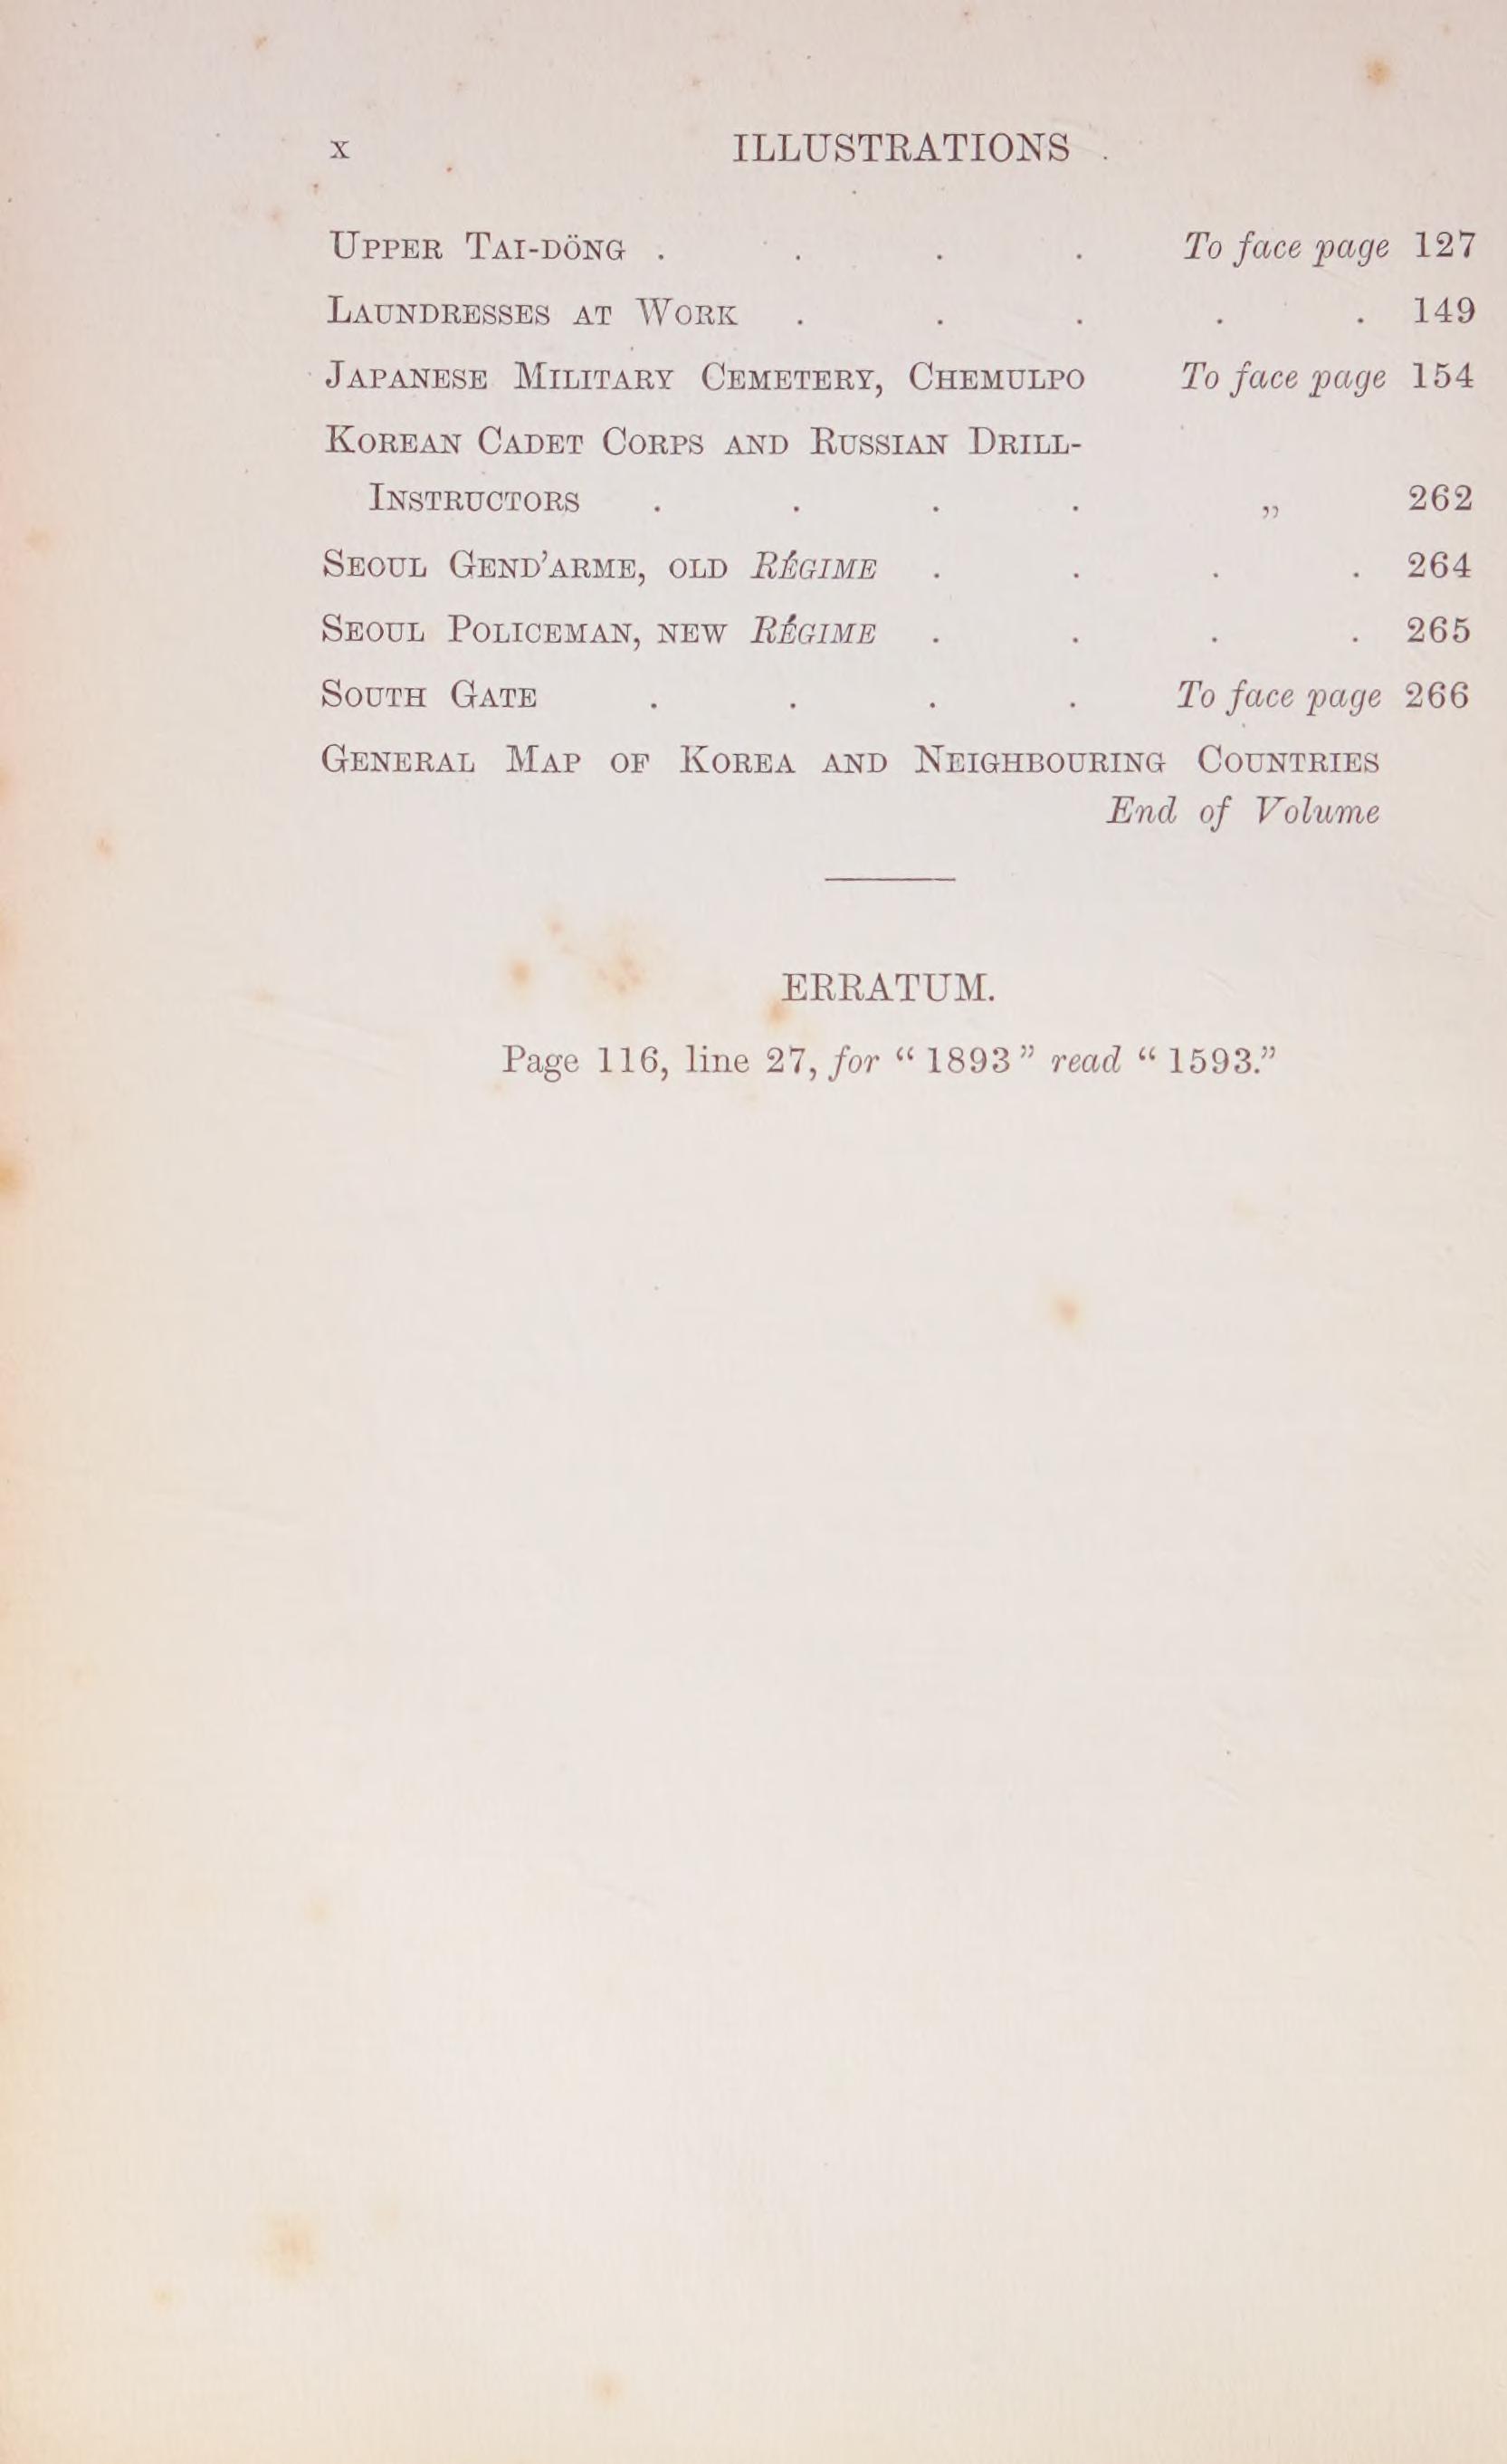 x ILLUSTRATIONS
UPPER TAI-DÖNG . . . . To face page 127
LAUNDRESSES AT WORK . . . . . 149
JAPANESE MILITARY CEMETERY, CHEMULPO To face page 154
KOREAN CADET CORPS AND RUSSIAN DRILL-
INSTRUCTORS . . . . „ 262
SEOUL GEND’ARME, OLD RÉGIME . . . . 264
SEOUL POLICEMAN, NEW RÉGIME . . . . 265
SOUTH GATE . . . . To face page 266
GENERAL MAP OF KOREA AND NEIGHBOURING COUNTRIES
End of Volume
ERRATUM.
Page 116, line 27, for “ 1893 ” read “ 1593.”